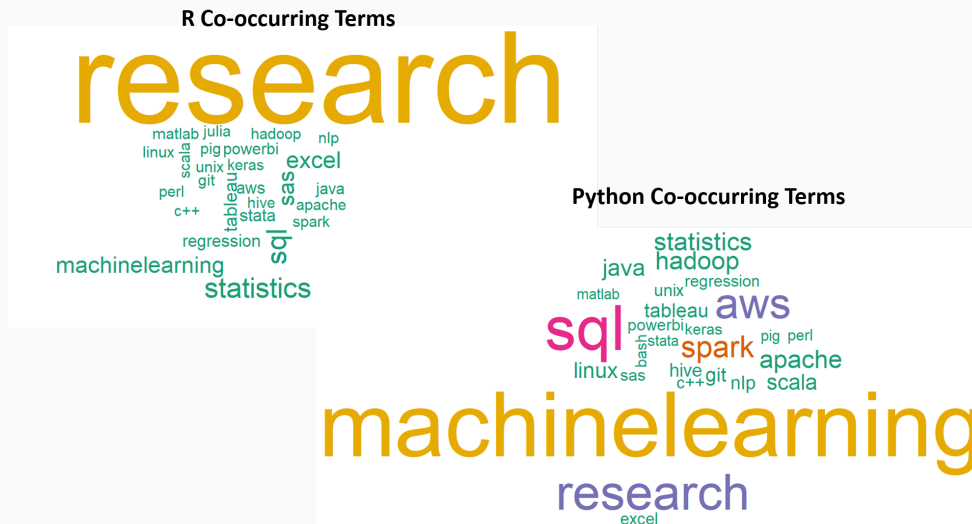 R Co-occurring Terms
research
matlab julia hadoop nlp
linux scala pig powerbi
unix keras excel
git tableau aws sas java
perl hive apache
c++ stata spark
regression sql
machinelearning
statistics
Python Co-occurring Terms
statistics
java hadoop
regression
matlab unix
tableau aws
sql powerbi keras
bash stata spark pig perl
apache
linux sas hive git
c++ nlp scala
machinelearning
research
excel